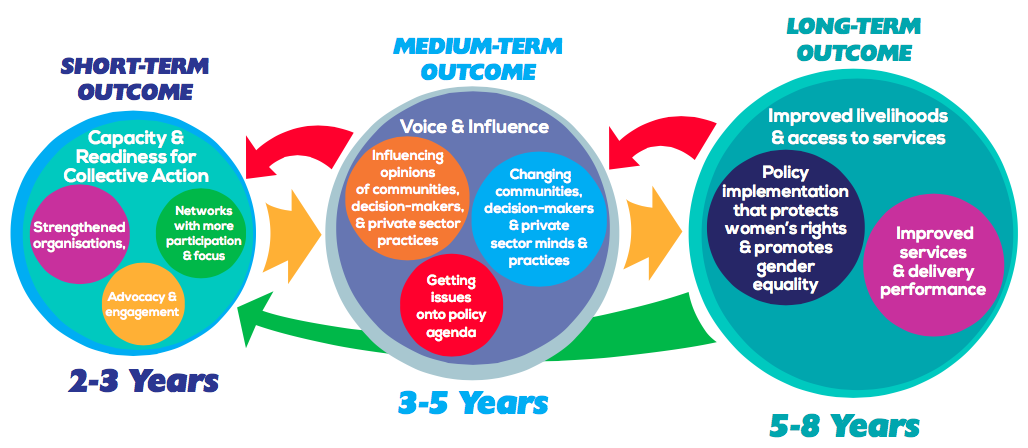 SHORT-TERM
OUTCOME
Capacity &
Readiness for
Collective Action
Strengthened
organisations,
Networks
with more
participation
& focus
Advocacy &
engagement
2-3 Years
MEDIUM-TERM
OUTCOME
Voice & Influence
Influencing
opinions
of communities,
decision-makers,
& private sector
practices
Changing
communities,
decision-makers
& private
sector minds &
practices
Getting
issues
onto policy
agenda
3-5 Years
LONG-TERM
OUTCOME
Improved livelihoods
& access to services
Policy
implementation
that protects
women's rights
& promotes
gender
equality
Improved
services
& delivery
performance
5-8 Years